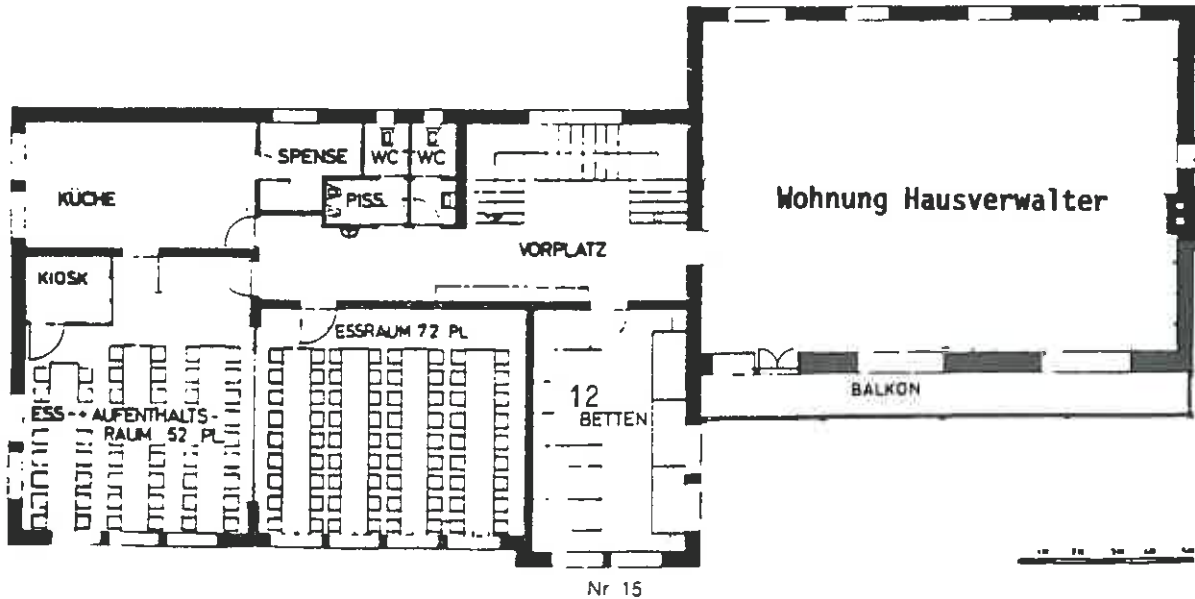 SPENSE
WC
WC
KÜCHE
PISS.
Wohnung Hausverwalter
VORPLATZ
KIOSK
ESSRAUM 72 PL
12
BETTEN
BALKON
ESS- + AUFENTHALTS-
RAUM 52 PL
Nr 15